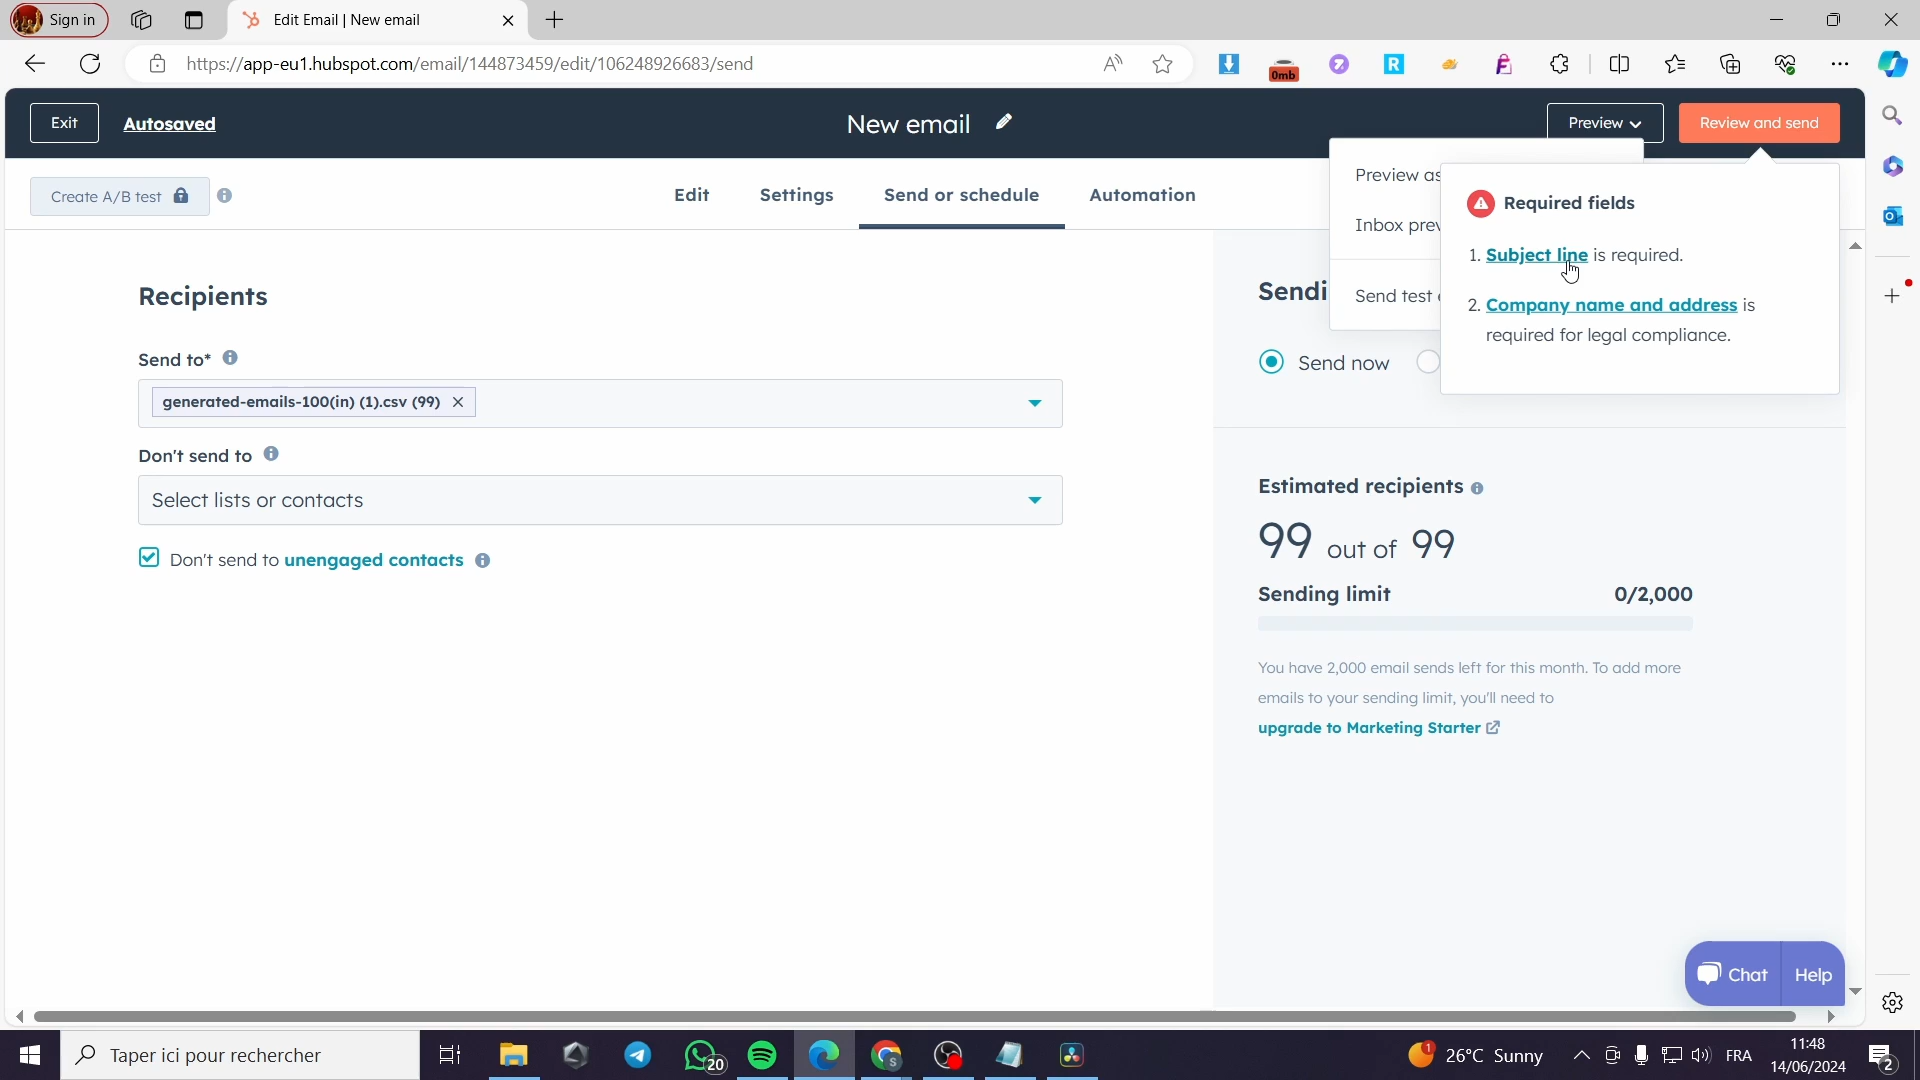 Sign in
Edit Email | New email
https://app-eu1.hubspot.com/email/144873459/edit/106248926683/send
0mb
Exit
Autosaved
New email
Preview
Review and send
Create A/B test
Edit
Settings
Send or schedule
Automation
Preview as
Inbox prev
Send test
Required fields
1. Subject line is required.
2. Company name and address is
required for legal compliance.
Recipients
Sendi
Send to*
generated-emails-100(in) (1).csv (99)
Send now
Don't send to
Select lists or contacts
Don't send to unengaged contacts
Estimated recipients
99 out of 99
Sending limit
0/2,000
You have 2,000 email sends left for this month. To add more
emails to your sending limit, you'll need to
upgrade to Marketing Starter
Chat
Help
Taper ici pour rechercher
20
1
26°C Sunny
FRA
11:48
14/06/2024
2